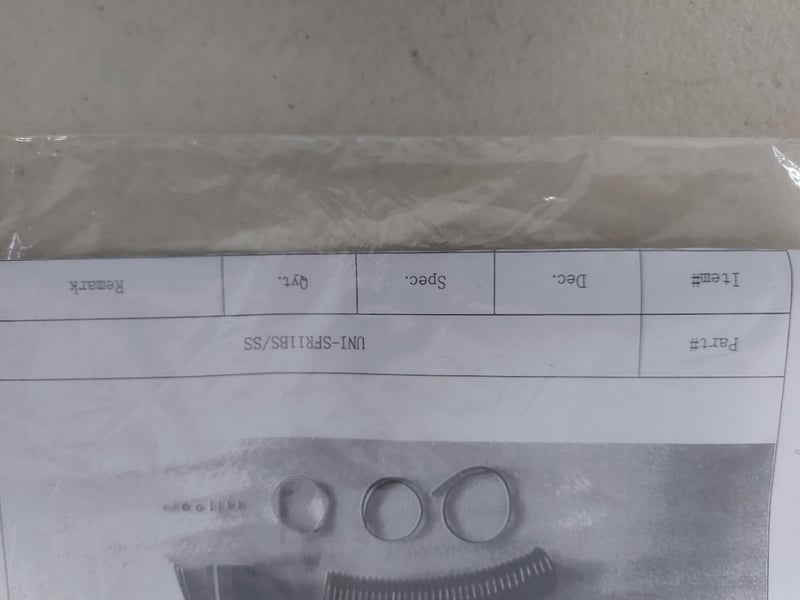 Part# UNI-SFR11BS/SS
Item# Dec. Spec. Qyt. Remark